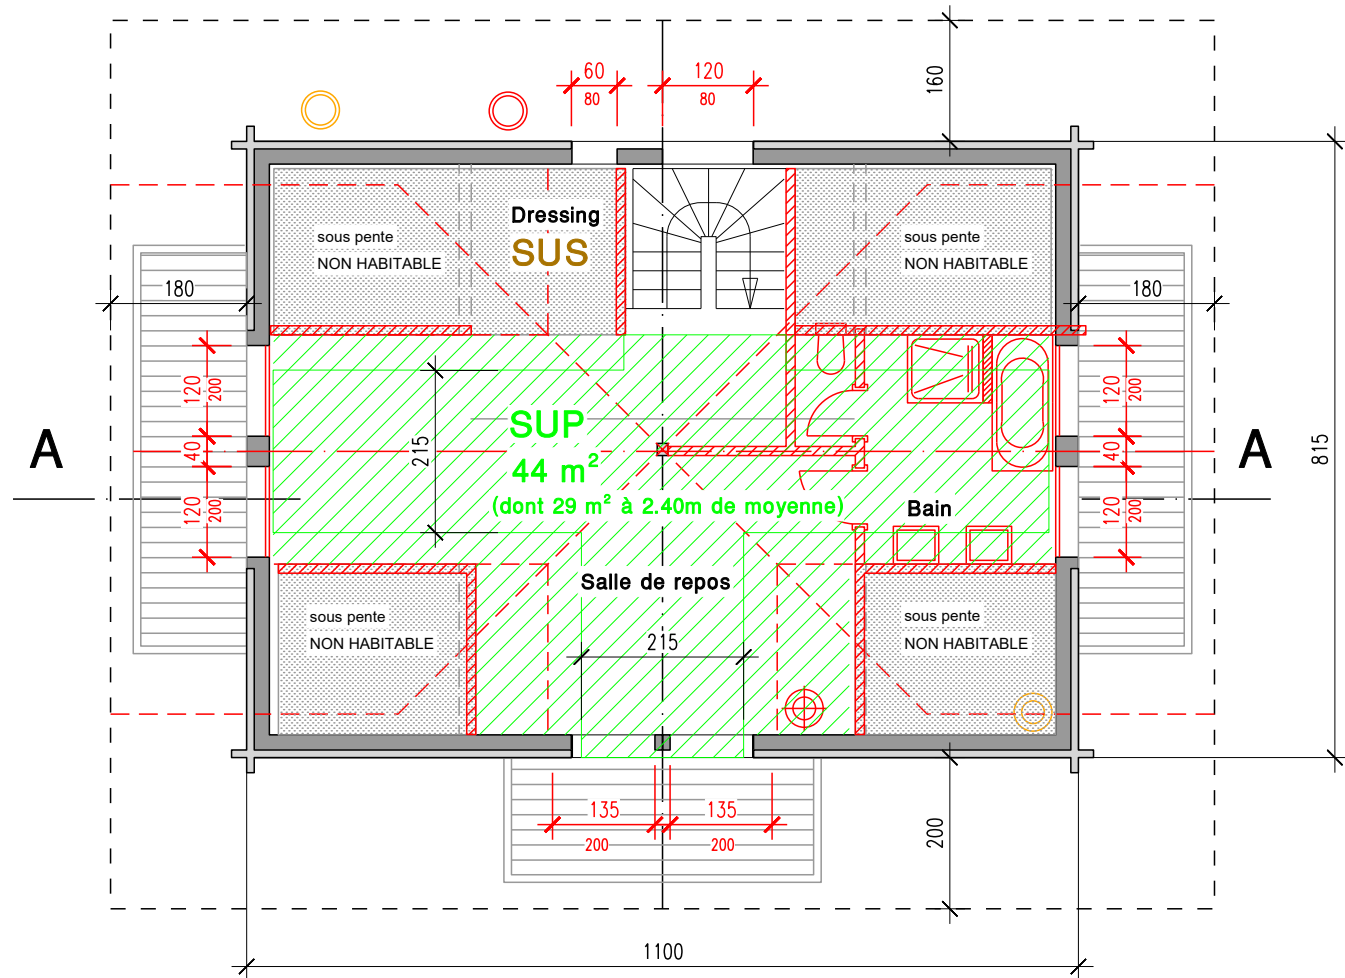 60
80
120
80
160
Dressing
SUS
sous pente
NON HABITABLE
sous pente
NON HABITABLE
180
180
120
200
40
120
200
215
SUP
44 m²
(dont 29 m² à 2.40m de moyenne)
A
A
120
200
40
120
200
815
Bain
Salle de repos
sous pente
NON HABITABLE
215
sous pente
NON HABITABLE
135
200
135
200
200
1100